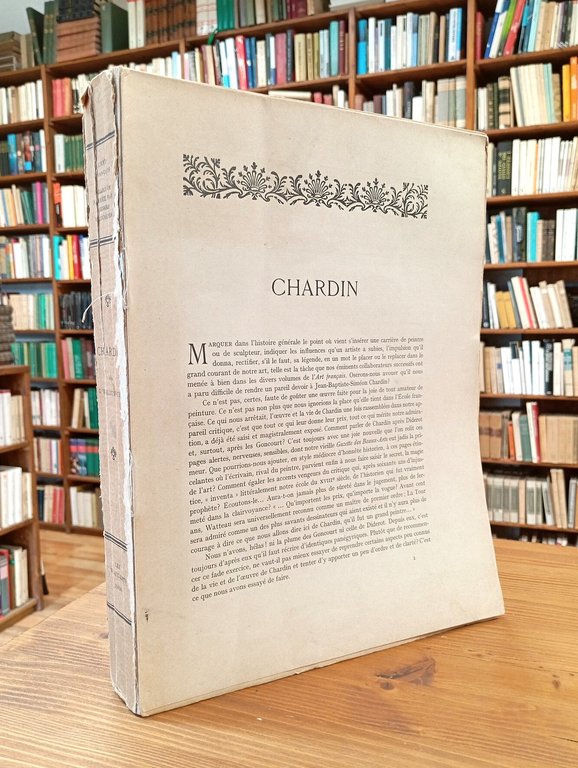 CHARDIN
MARQUER dans l'histoire générale le point où vient s'insérer une carrière de peintre
ou de sculpteur, indiquer les influences qu'un artiste a subies, l'impulsion qu'il
donna, rectifier, s'il le faut, sa légende, en un mot le placer ou le replacer dans le
grand courant de notre art, telle est la tâche que nos éminents collaborateurs successifs ont
menée à bien dans les divers volumes de l'Art français. Oserons-nous avouer qu'il nous
a paru difficile de rendre un pareil devoir à Jean-Baptiste-Siméon Chardin?
Ce n'est pas, certes, faute de goûter une œuvre faite pour la joie de tout amateur de
peinture. Ce n'est pas non plus que nous ignorions la place qu'elle tient dans l'École fran-
çaise. Ce qui nous arrêtait, l'œuvre et la vie de Chardin une fois rassemblées dans notre ap-
pareil critique, c'est que tout ce qui leur donne leur prix, tout ce qui mérite notre admira-
tion, a déjà été saisi et magistralement exposé. Comment parler de Chardin après Diderot
et, surtout, après les Goncourt? C'est toujours avec une joie nouvelle que l'on relit ces
pages alertes, nerveuses, sensibles, dont notre vieille Gazette des Beaux-Arts eut jadis la pri-
meur. Que pourrions-nous ajouter, en style médiocre d'honnête histoire, à ces pages étin-
celantes où l'écrivain, rival du peintre, parvient enfin à nous faire saisir le secret, la magie
de l'art? Comment égaler les accents vengeurs du critique qui, après soixante ans d'injus-
tice, « inventa » littéralement notre école du XVIIIe siècle, de l'historien qui fut vraiment
prophète? Écoutons-le... Aura-t-on jamais plus de sûreté dans le jugement, plus de fer-
meté dans la clairvoyance? « ... Qu'importent les prix, qu'importe la vogue! Avant cent
ans, Watteau sera universellement reconnu comme un maître de premier ordre; La Tour
sera admiré comme un des plus savants dessinateurs qui aient existé et il n'y aura plus de
courage à dire ce que nous allons dire ici de Chardin, qu'il fut un grand peintre... »
Nous n'avons, hélas! ni la plume des Goncourt ni celle de Diderot. Depuis eux, c'est
toujours d'après eux qu'il faut récrire d'identiques panégyriques. Plutôt que de recommen-
cer ce fade exercice, ne vaut-il pas mieux essayer de reprendre certains aspects peu connus
de la vie et de l'œuvre de Chardin et tenter d'y apporter un peu d'ordre et de clarté? C'est
ce que nous avons essayé de faire.